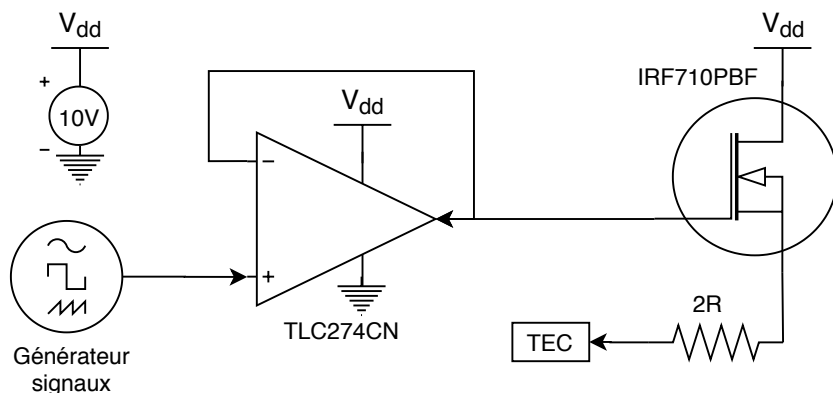 Vdd
+
10V
−
Générateur
signaux
Vdd
−
+
TLC274CN
Vdd
IRF710PBF
2R
TEC